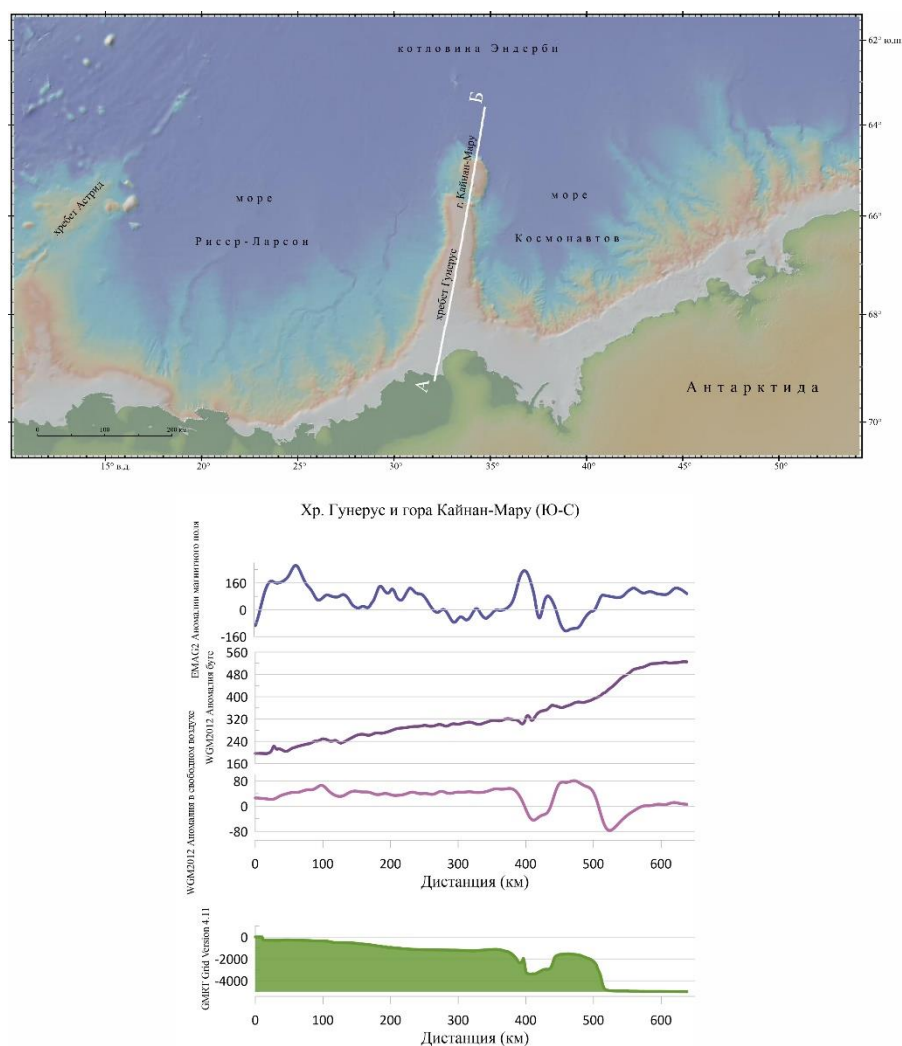 котловина Эндерби
62° ю.ш
64°
66°
68°
70°
Б
г. Кайнан-Мару
хребет Гунерус
А
хребет Астрид
море
Рисер-Ларсон
море
Космонавтов
Антарктида
0 100 200 км
15° в.д. 20° 25° 30° 35° 40° 45° 50°
Хр. Гунерус и гора Кайнан-Мару (Ю-С)
EMAG2 Аномалии магнитного поля
160
0
-160
WGM2012 Аномалия буге
560
480
400
320
240
160
WGM2012 Аномалия в свободном воздухе
80
0
-80
0 100 200 300 400 500 600
Дистанция (км)
GMRT Grid Version 4.11
0
-2000
-4000
0 100 200 300 400 500 600
Дистанция (км)